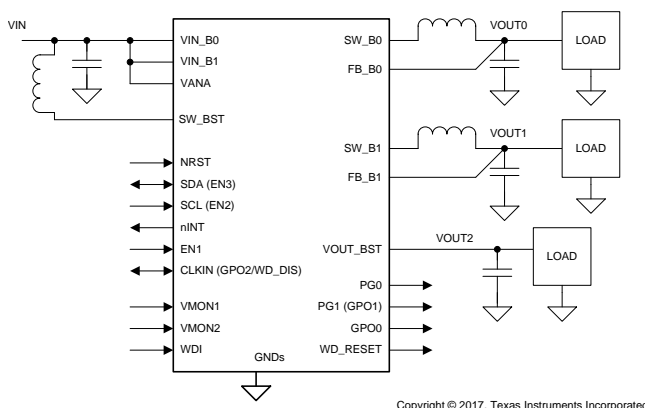 VIN
VIN_B0
VIN_B1
VANA
SW_BST
NRST
SDA (EN3)
SCL (EN2)
nINT
EN1
CLKIN (GPO2/WD_DIS)
VMON1
VMON2
WDI
GNDs
SW_B0
FB_B0
SW_B1
FB_B1
VOUT_BST
PG0
PG1 (GPO1)
GPO0
WD_RESET
VOUT0
LOAD
VOUT1
LOAD
VOUT2
LOAD
Copyright © 2017, Texas Instruments Incorporated